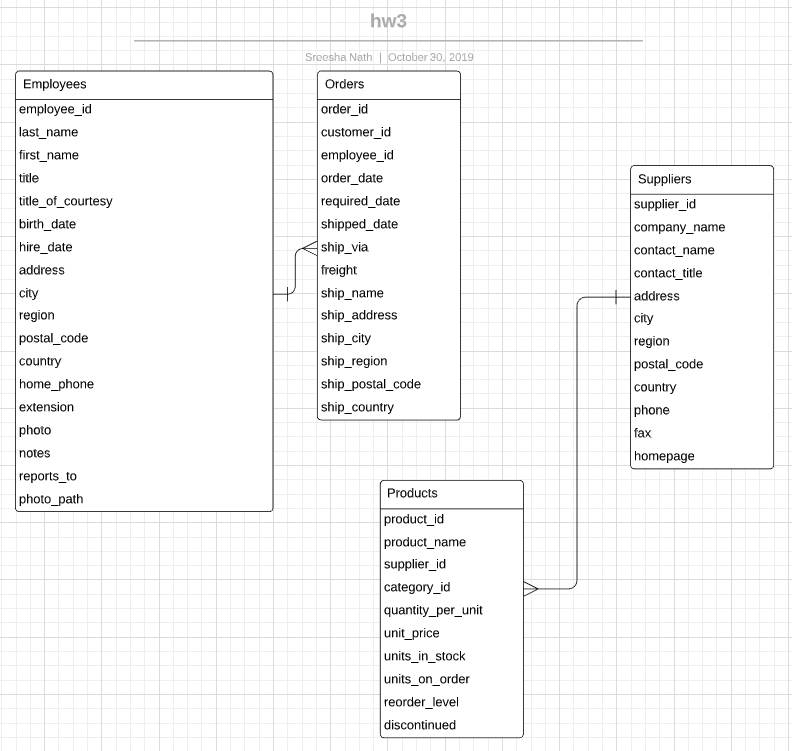 hw3
Sreesha Nath | October 30, 2019
Employees
employee_id
last_name
first_name
title
title_of_courtesy
birth_date
hire_date
address
city
region
postal_code
country
home_phone
extension
photo
notes
reports_to
photo_path
Orders
order_id
customer_id
employee_id
order_date
required_date
shipped_date
ship_via
freight
ship_name
ship_address
ship_city
ship_region
ship_postal_code
ship_country
Suppliers
supplier_id
company_name
contact_name
contact_title
address
city
region
postal_code
country
phone
fax
homepage
Products
product_id
product_name
supplier_id
category_id
quantity_per_unit
unit_price
units_in_stock
units_on_order
reorder_level
discontinued